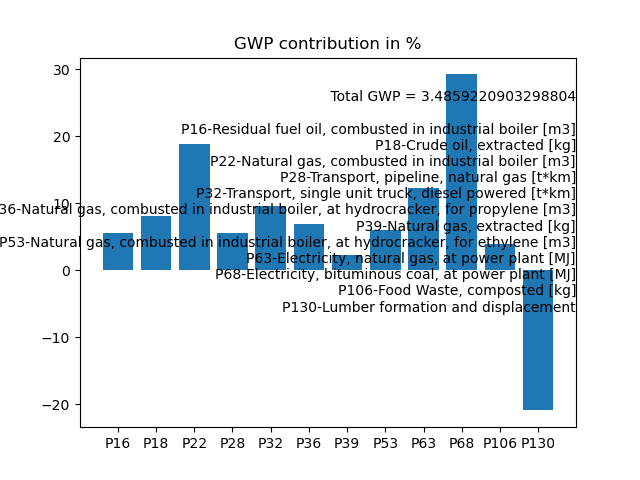 GWP contribution in %
30
Total GWP = 3.4859220903298804
P16-Residual fuel oil, combusted in industrial boiler [m3]
20
P18-Crude oil, extracted [kg]
P22-Natural gas, combusted in industrial boiler [m3]
P28-Transport, pipeline, natural gas [t*km]
P32-Transport, single unit truck, diesel powered [t*km]
10
36-Natural gas, combusted in industrial boiler, at hydrocracker, for propylene [m3]
P39-Natural gas, extracted [kg]
P53-Natural gas, combusted in industrial boiler, at hydrocracker, for ethylene [m3]
P63-Electricity, natural gas, at power plant [MJ]
0
P68-Electricity, bituminous coal, at power plant [MJ]
P106-Food Waste, composted [kg]
P130-Lumber formation and displacement
−10
−20
P16 P18 P22 P28 P32 P36 P39 P53 P63 P68 P106 P130